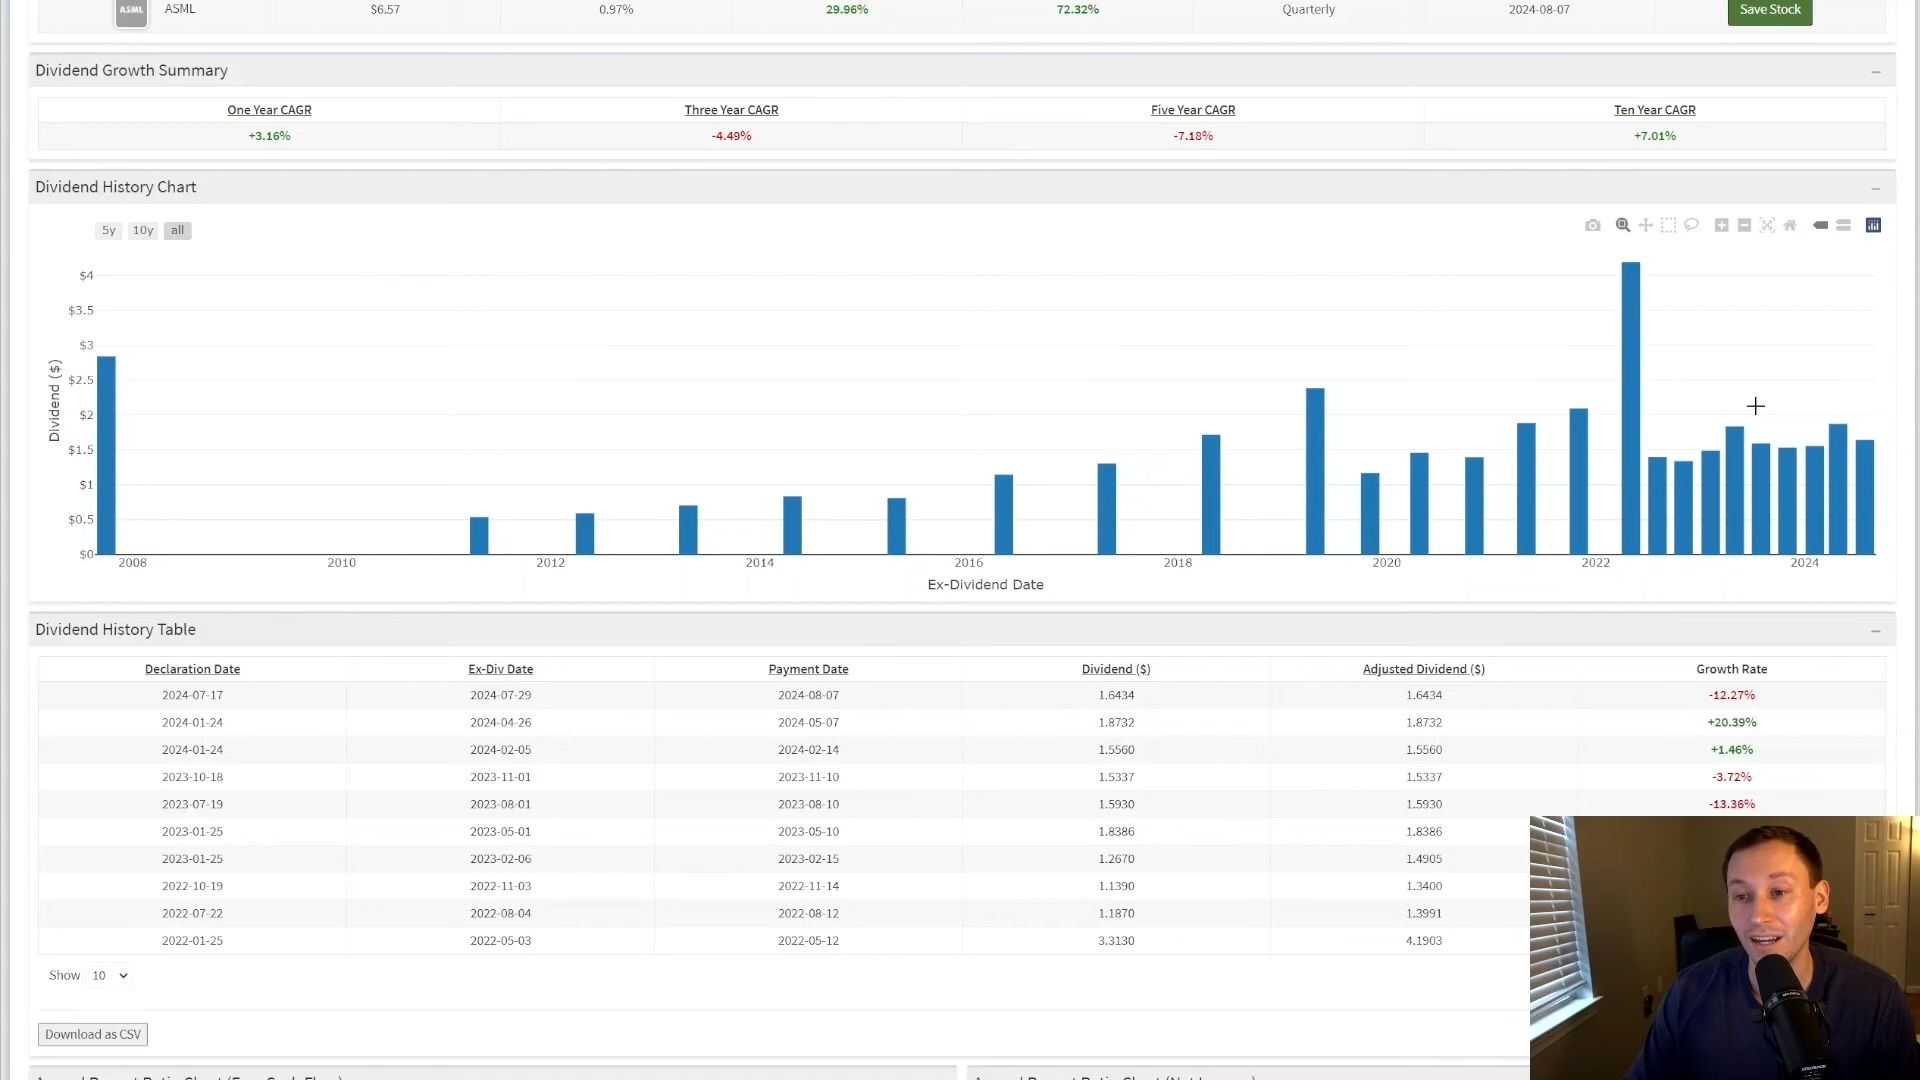 ASML ASML $6.57 0.97% 29.96% 72.32% Quarterly 2024-08-07 Save Stock
Dividend Growth Summary
One Year CAGR Three Year CAGR Five Year CAGR Ten Year CAGR
+3.16% -4.49% -7.18% +7.01%
Dividend History Chart
5y 10y all
$4
$3.5
$3
$2.5
$2
$1.5
$1
$0.5
$0
Dividend ($)
2008 2010 2012 2014 2016 2018 2020 2022 2024
Ex-Dividend Date
Dividend History Table
Declaration Date Ex-Div Date Payment Date Dividend ($) Adjusted Dividend ($) Growth Rate
2024-07-17 2024-07-29 2024-08-07 1.6434 1.6434 -12.27%
2024-01-24 2024-04-26 2024-05-07 1.8732 1.8732 +20.39%
2024-01-24 2024-02-05 2024-02-14 1.5560 1.5560 +1.46%
2023-10-18 2023-11-01 2023-11-10 1.5337 1.5337 -3.72%
2023-07-19 2023-08-01 2023-08-10 1.5930 1.5930 -13.36%
2023-01-25 2023-05-01 2023-05-10 1.8386 1.8386
2023-01-25 2023-02-06 2023-02-15 1.2670 1.4905
2022-10-19 2022-11-03 2022-11-14 1.1390 1.3400
2022-07-22 2022-08-04 2022-08-12 1.1870 1.3991
2022-01-25 2022-05-03 2022-05-12 3.3130 4.1903
Show 10
Download as CSV